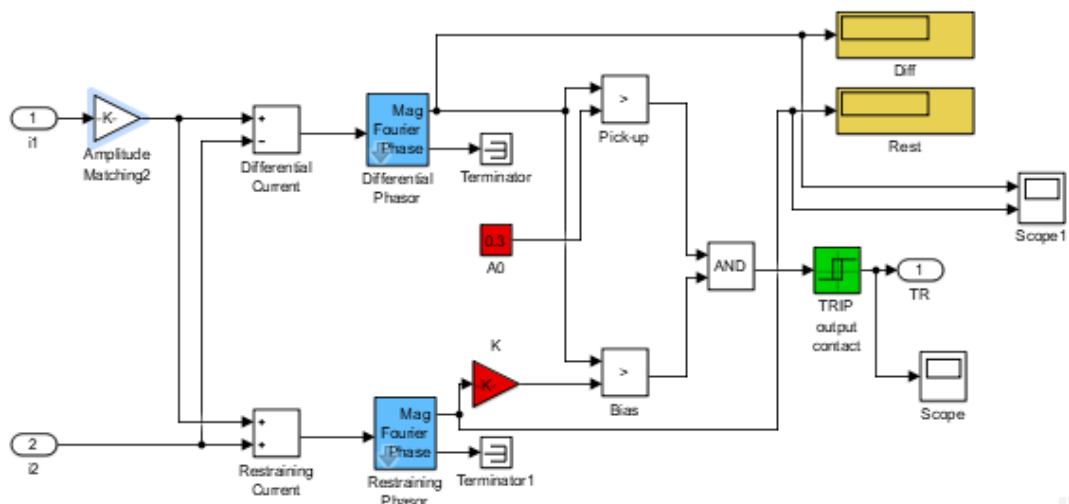 Diff
Mag
Fourier
Phase
>
Pick-up
Rest
1
i1
-K-
Amplitude
Matching2
+
−
Differential
Current
Differential
Phasor
Terminator
Scope1
0.3
A0
AND
TRIP
output
contact
1
TR
K
-K-
>
Bias
Scope
2
i2
+
+
Restraining
Current
Mag
Fourier
Phase
Restraining
Phasor
Terminator1